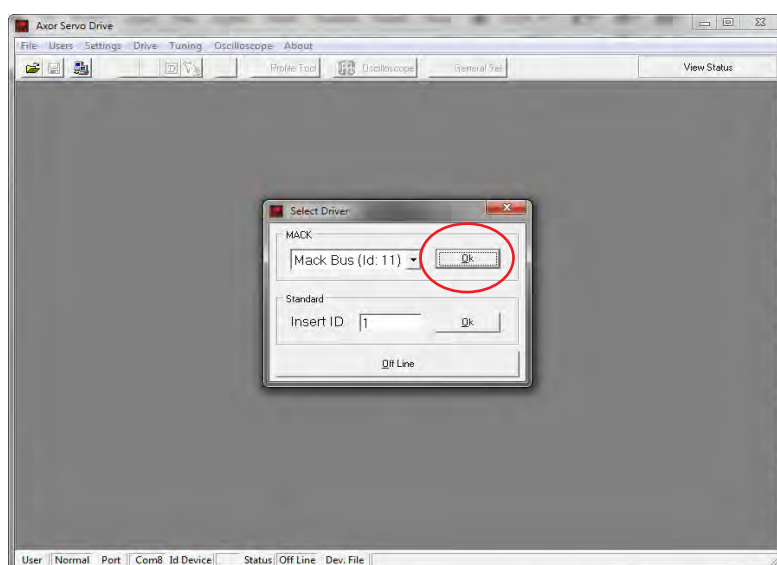 Axor Servo Drive
File Users Settings Drive Tuning Oscilloscope About
Profile Tool Oscilloscope General Set View Status
Select Driver
MACK
Mack Bus (Id: 11) Ok
Standard
Insert ID 1 Ok
Off Line
User Normal Port Com8 Id Device Status Off Line Dev. File